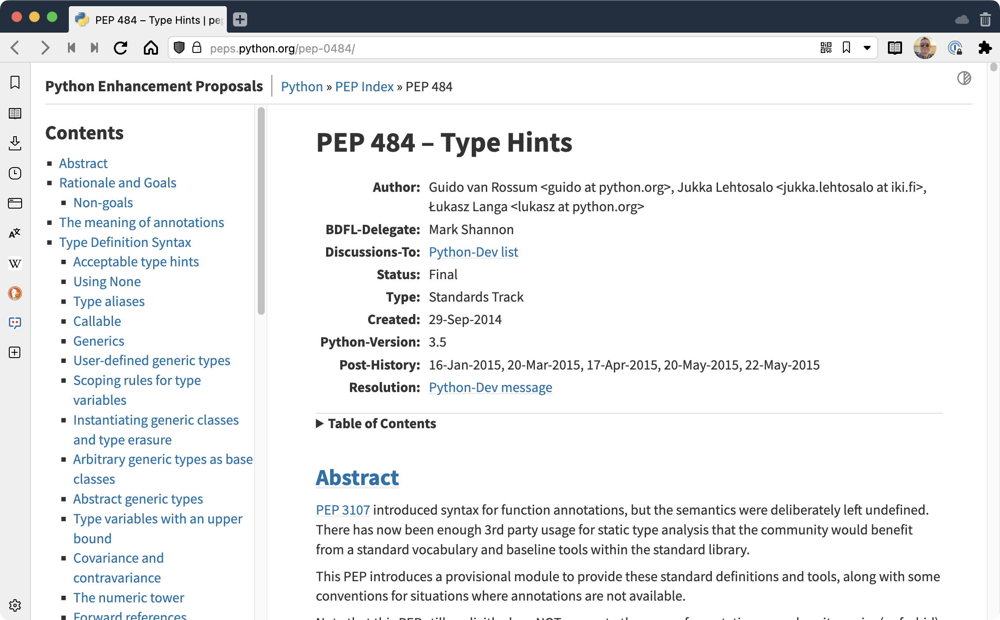 PEP 484 – Type Hints | pep
peps.python.org/pep-0484/
Python Enhancement Proposals
Python » PEP Index » PEP 484
Contents
Abstract
Rationale and Goals
Non-goals
The meaning of annotations
Type Definition Syntax
Acceptable type hints
Using None
Type aliases
Callable
Generics
User-defined generic types
Scoping rules for type
variables
Instantiating generic classes
and type erasure
Arbitrary generic types as base
classes
Abstract generic types
Type variables with an upper
bound
Covariance and
contravariance
The numeric tower
Forward references
PEP 484 – Type Hints
Author: Guido van Rossum <guido at python.org>, Jukka Lehtosalo <jukka.lehtosalo at iki.fi>,
Łukasz Langa <lukasz at python.org>
BDFL-Delegate: Mark Shannon
Discussions-To: Python-Dev list
Status: Final
Type: Standards Track
Created: 29-Sep-2014
Python-Version: 3.5
Post-History: 16-Jan-2015, 20-Mar-2015, 17-Apr-2015, 20-May-2015, 22-May-2015
Resolution: Python-Dev message
Table of Contents
Abstract
PEP 3107 introduced syntax for function annotations, but the semantics were deliberately left undefined.
There has now been enough 3rd party usage for static type analysis that the community would benefit
from a standard vocabulary and baseline tools within the standard library.
This PEP introduces a provisional module to provide these standard definitions and tools, along with some
conventions for situations where annotations are not available.